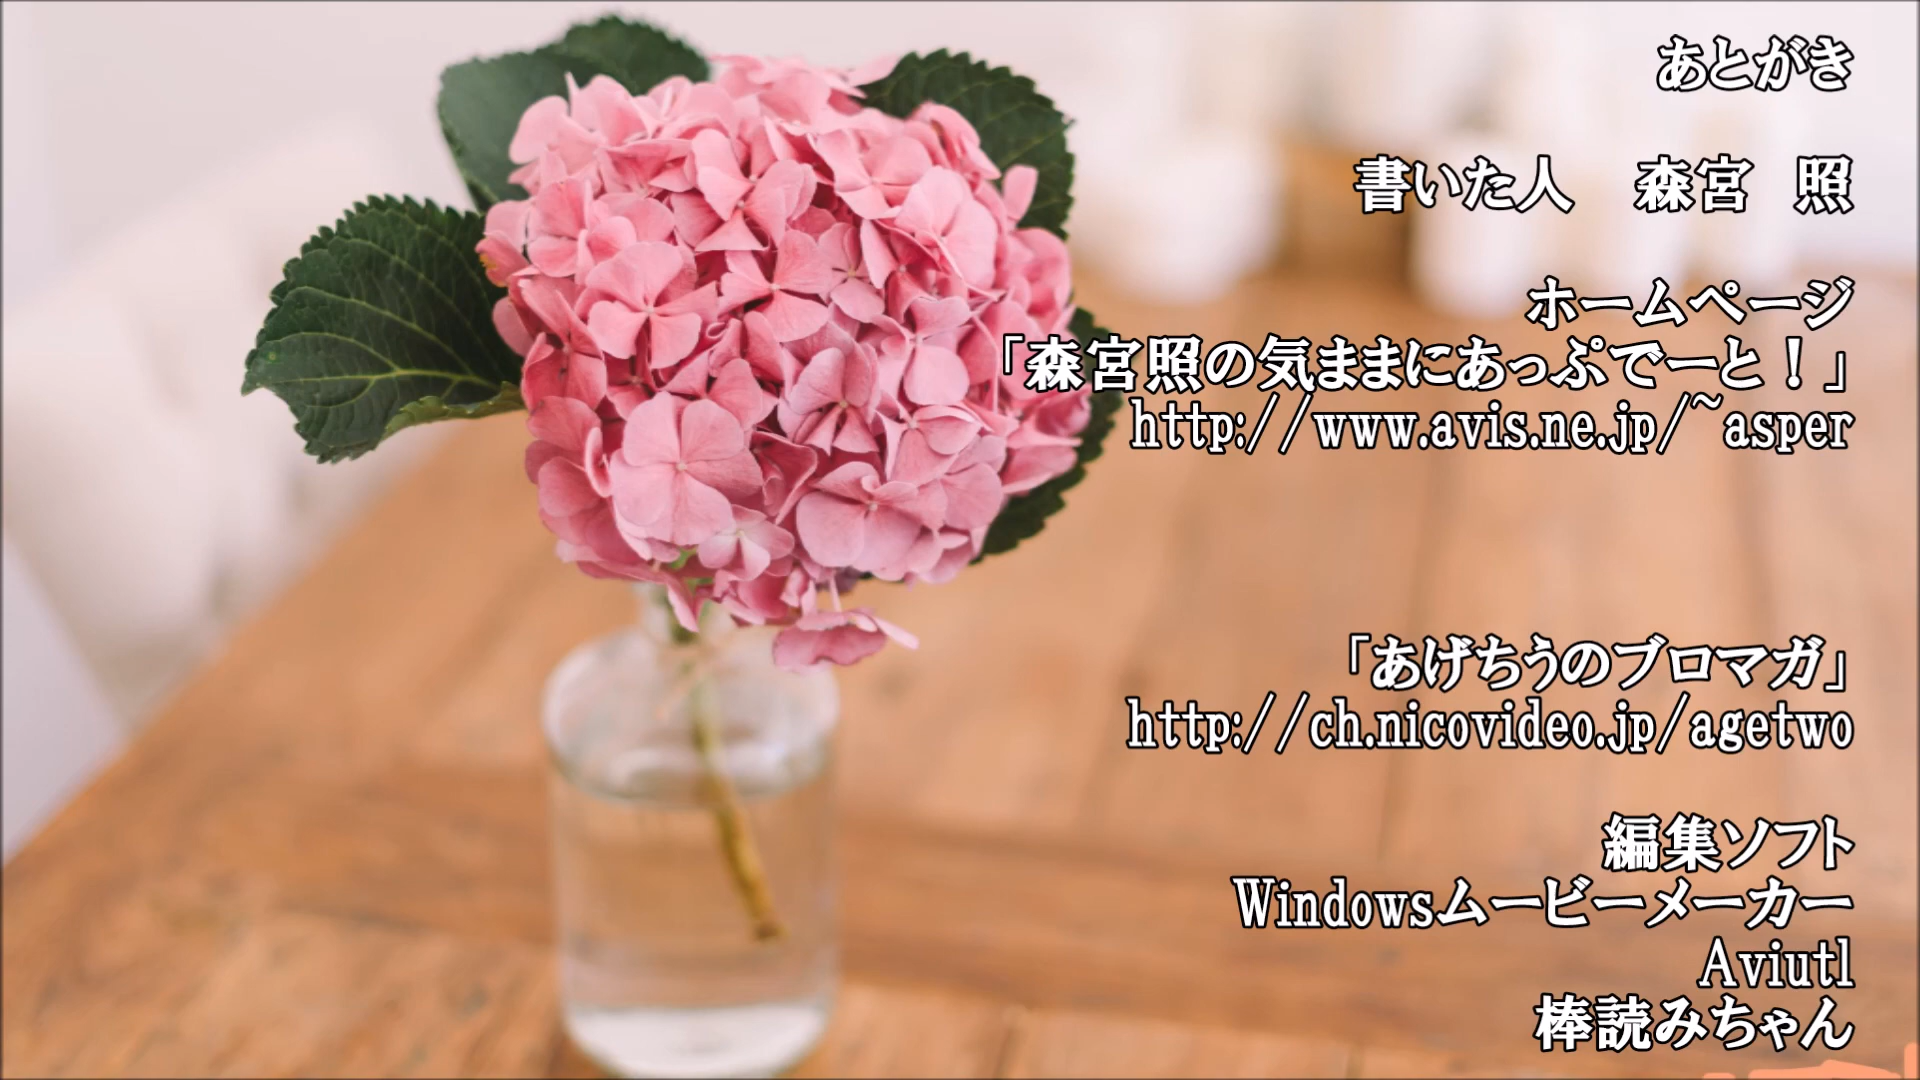 あとがき
書いた人　森宮　照
ホームページ
「森宮照の気ままにあっぷでーと！」
http://www.avis.ne.jp/~asper
「あげちうのブロマガ」
http://ch.nicovideo.jp/agetwo
編集ソフト
Windowsムービーメーカー
Aviutl
棒読みちゃん